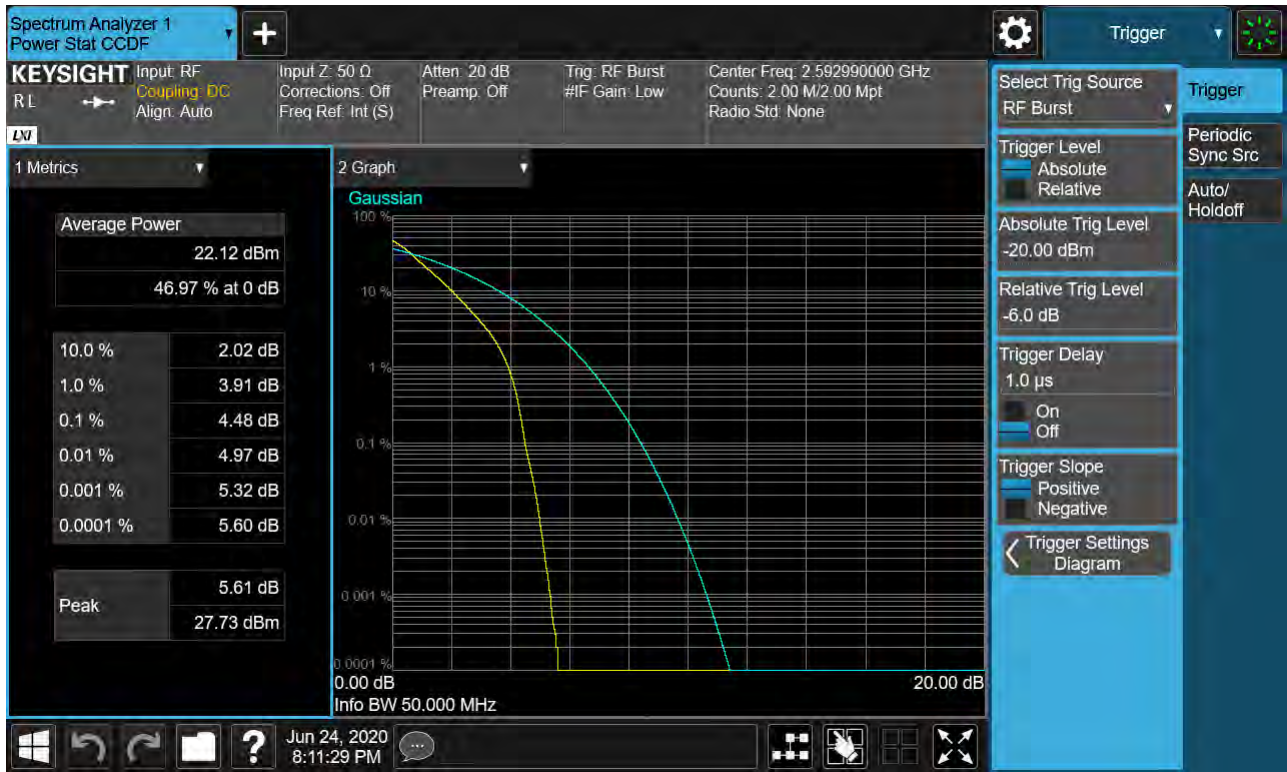 Spectrum Analyzer 1
Power Stat CCDF
+
Trigger
KEYSIGHT
RL
LXI
Input: RF
Coupling: DC
Align: Auto
Input Z: 50 Ω
Corrections: Off
Freq Ref: Int (S)
Atten: 20 dB
Preamp: Off
Trig: RF Burst
#IF Gain: Low
Center Freq: 2.592990000 GHz
Counts: 2.00 M/2.00 Mpt
Radio Std: None
1 Metrics
Average Power
22.12 dBm
46.97 % at 0 dB
10.0 % 2.02 dB
1.0 % 3.91 dB
0.1 % 4.48 dB
0.01 % 4.97 dB
0.001 % 5.32 dB
0.0001 % 5.60 dB
Peak
5.61 dB
27.73 dBm
2 Graph
Gaussian
100 %
10 %
1 %
0.1 %
0.01 %
0.001 %
0.0001 %
0.00 dB 20.00 dB
Info BW 50.000 MHz
Select Trig Source
RF Burst
Trigger Level
Absolute
Relative
Absolute Trig Level
-20.00 dBm
Relative Trig Level
-6.0 dB
Trigger Delay
1.0 µs
On
Off
Trigger Slope
Positive
Negative
Trigger Settings
Diagram
Trigger
Periodic
Sync Src
Auto/
Holdoff
?
Jun 24, 2020
8:11:29 PM